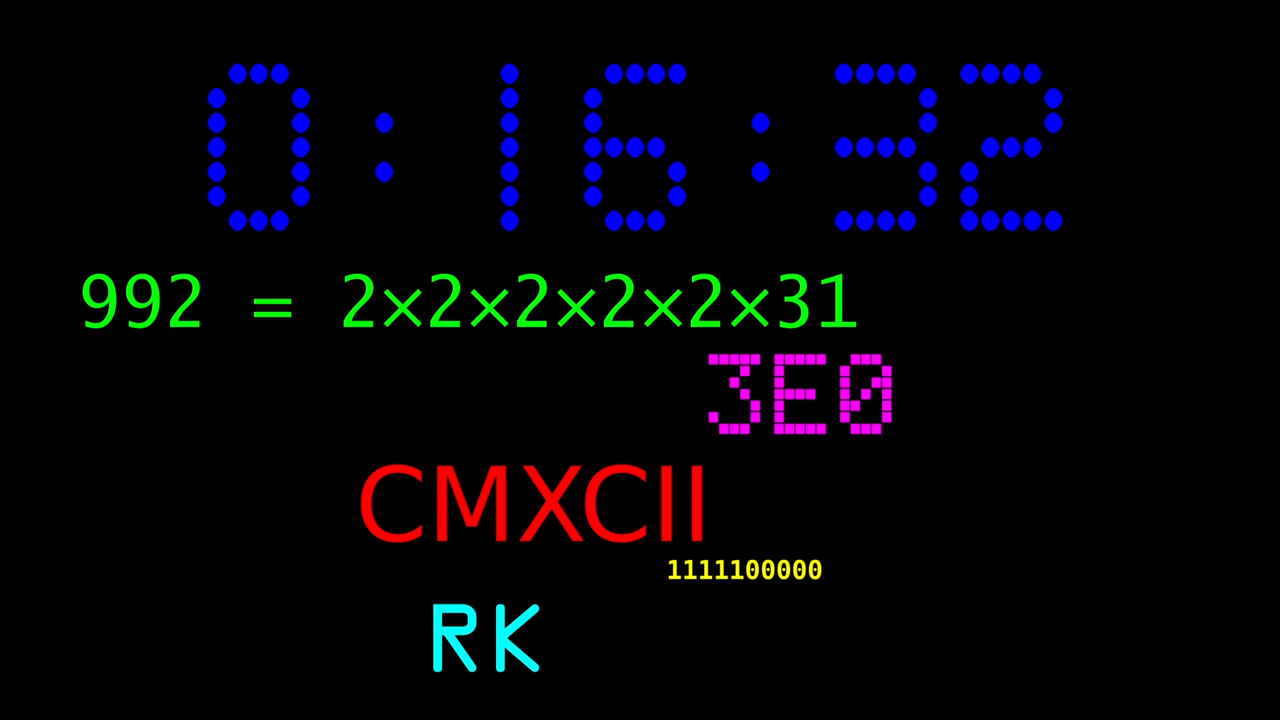 0:16:32
992 = 2×2×2×2×2×31
3E0
CMXCII
1111100000
RK